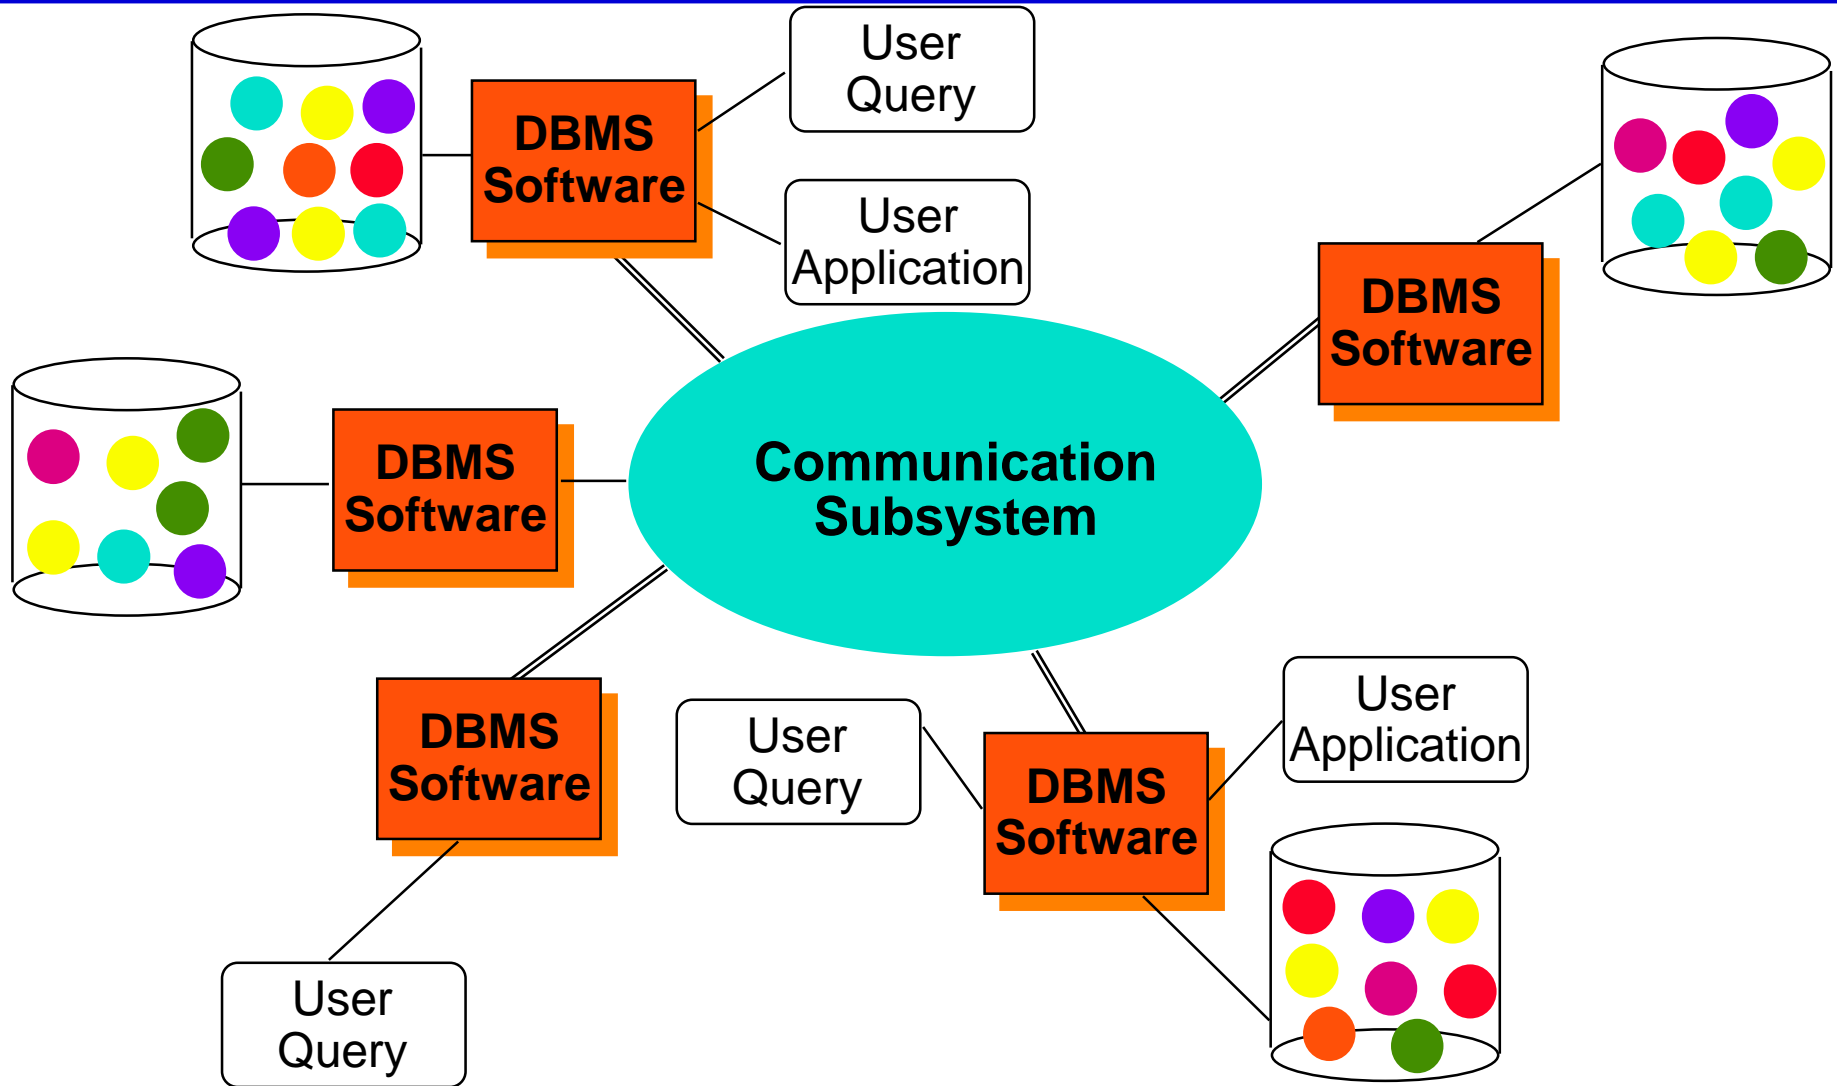 User
Query
DBMS
Software
User
Application
DBMS
Software
DBMS
Software
Communication
Subsystem
DBMS
Software
User
Query
DBMS
Software
User
Application
User
Query